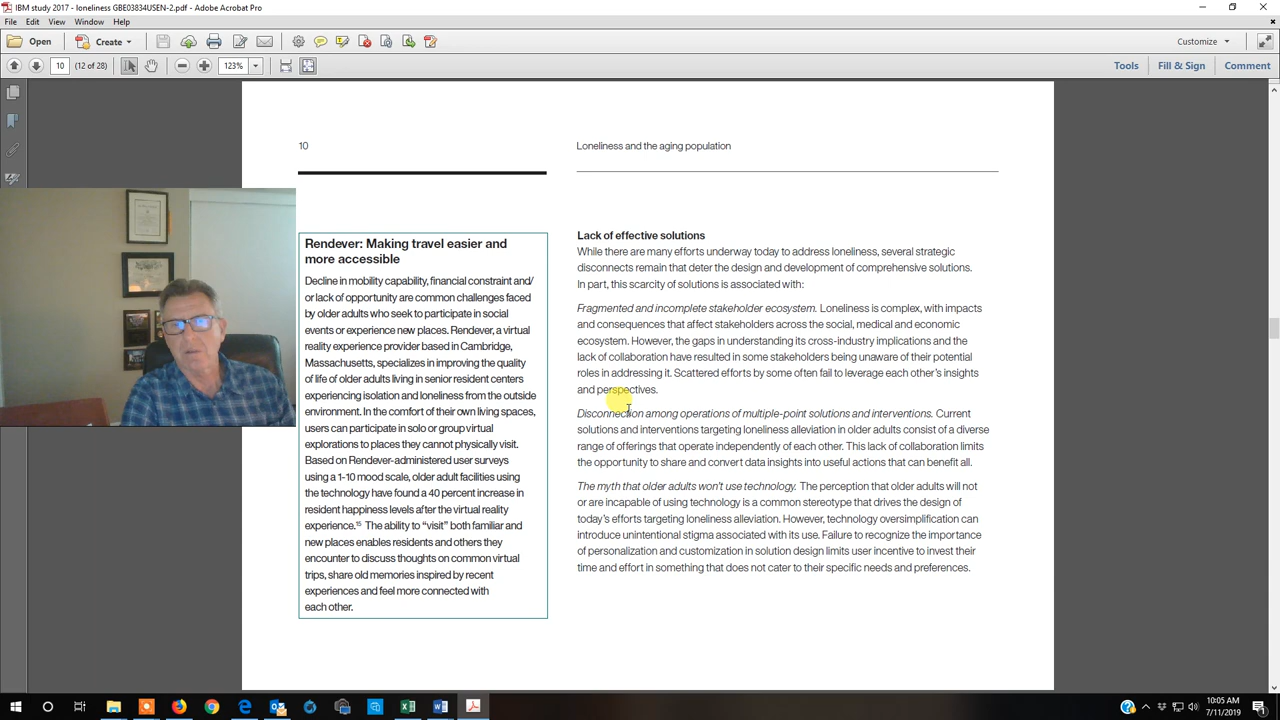 IBM study 2017 - loneliness GBE03834USEN-2.pdf - Adobe Acrobat Pro
File Edit View Window Help
Open Create Customize
10 (12 of 28) 123% Tools Fill & Sign Comment
10
Loneliness and the aging population
Rendever: Making travel easier and
more accessible
Decline in mobility capability, financial constraint and/
or lack of opportunity are common challenges faced
by older adults who seek to participate in social
events or experience new places. Rendever, a virtual
reality experience provider based in Cambridge,
Massachusetts, specializes in improving the quality
of life of older adults living in senior resident centers
experiencing isolation and loneliness from the outside
environment. In the comfort of their own living spaces,
users can participate in solo or group virtual
explorations to places they cannot physically visit.
Based on Rendever-administered user surveys
using a 1-10 mood scale, older adult facilities using
the technology have found a 40 percent increase in
resident happiness levels after the virtual reality
experience.15 The ability to “visit” both familiar and
new places enables residents and others they
encounter to discuss thoughts on common virtual
trips, share old memories inspired by recent
experiences and feel more connected with
each other.
Lack of effective solutions
While there are many efforts underway today to address loneliness, several strategic
disconnects remain that deter the design and development of comprehensive solutions.
In part, this scarcity of solutions is associated with:
Fragmented and incomplete stakeholder ecosystem. Loneliness is complex, with impacts
and consequences that affect stakeholders across the social, medical and economic
ecosystem. However, the gaps in understanding its cross-industry implications and the
lack of collaboration have resulted in some stakeholders being unaware of their potential
roles in addressing it. Scattered efforts by some often fail to leverage each other’s insights
and perspectives.
Disconnection among operations of multiple-point solutions and interventions. Current
solutions and interventions targeting loneliness alleviation in older adults consist of a diverse
range of offerings that operate independently of each other. This lack of collaboration limits
the opportunity to share and convert data insights into useful actions that can benefit all.
The myth that older adults won’t use technology. The perception that older adults will not
or are incapable of using technology is a common stereotype that drives the design of
today’s efforts targeting loneliness alleviation. However, technology oversimplification can
introduce unintentional stigma associated with its use. Failure to recognize the importance
of personalization and customization in solution design limits user incentive to invest their
time and effort in something that does not cater to their specific needs and preferences.
10:05 AM
7/11/2019